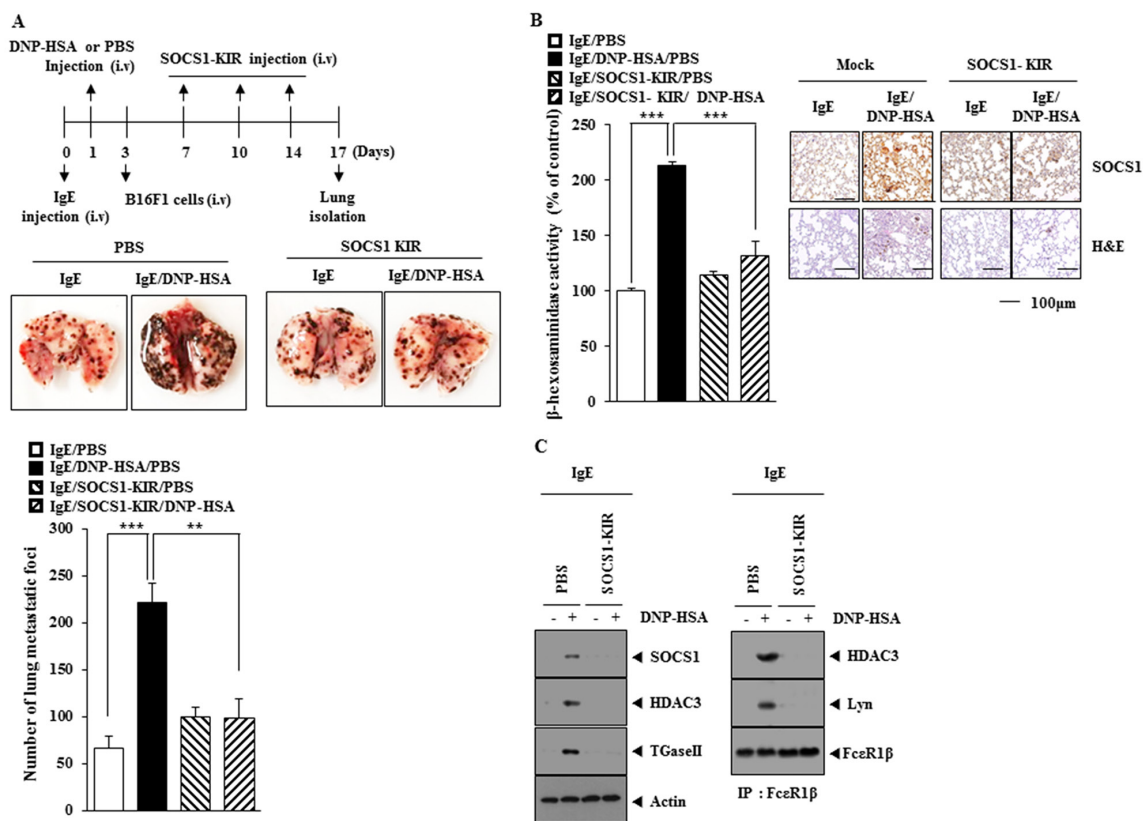 A
DNP-HSA or PBS
Injection (i.v)
SOCS1-KIR injection (i.v)
0 1 3 7 10 14 17 (Days)
IgE
injection (i.v)
B16F1 cells (i.v)
Lung
isolation
PBS
SOCS1 KIR
IgE IgE/DNP-HSA IgE IgE/DNP-HSA
IgE/PBS
IgE/DNP-HSA/PBS
IgE/SOCS1-KIR/PBS
IgE/SOCS1-KIR/DNP-HSA
Number of lung metastatic foci
300
250
200
150
100
50
0
*** **
B
IgE/PBS
IgE/DNP-HSA/PBS
IgE/SOCS1-KIR/PBS
IgE/SOCS1- KIR/ DNP-HSA
β-hexosaminidase activity (% of control)
250
200
150
100
50
0
*** ***
Mock
SOCS1- KIR
IgE IgE/ DNP-HSA IgE IgE/ DNP-HSA
SOCS1
H&E
100μm
C
IgE
PBS SOCS1-KIR
- + - + DNP-HSA
SOCS1
HDAC3
TGaseII
Actin
IgE
PBS SOCS1-KIR
- + - + DNP-HSA
HDAC3
Lyn
FcεR1β
IP : FcεR1β